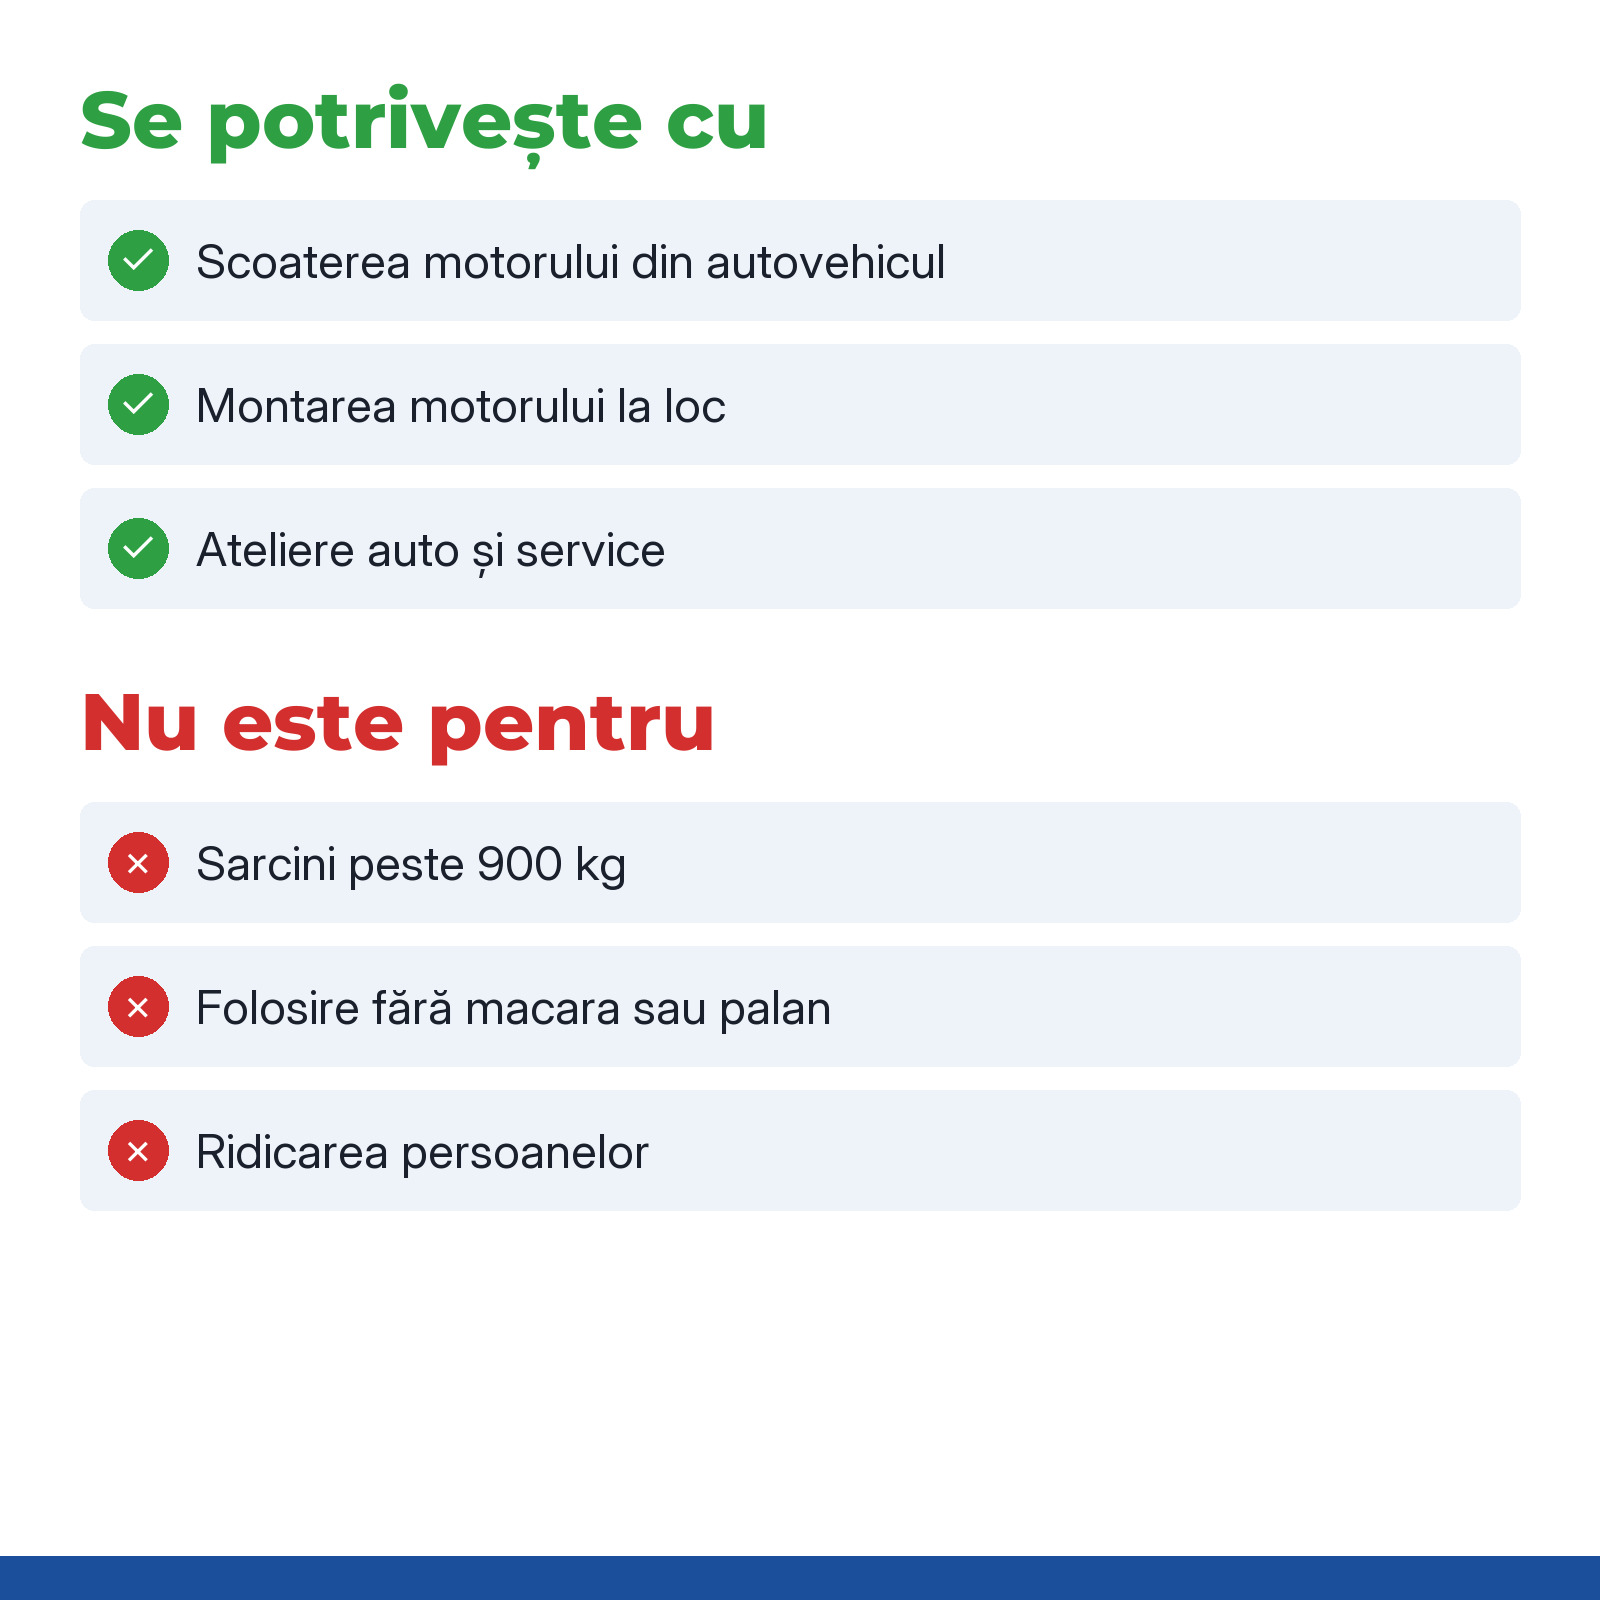 Se potrivește cu
Scoaterea motorului din autovehicul
Montarea motorului la loc
Ateliere auto și service
Nu este pentru
Sarcini peste 900 kg
Folosire fără macara sau palan
Ridicarea persoanelor